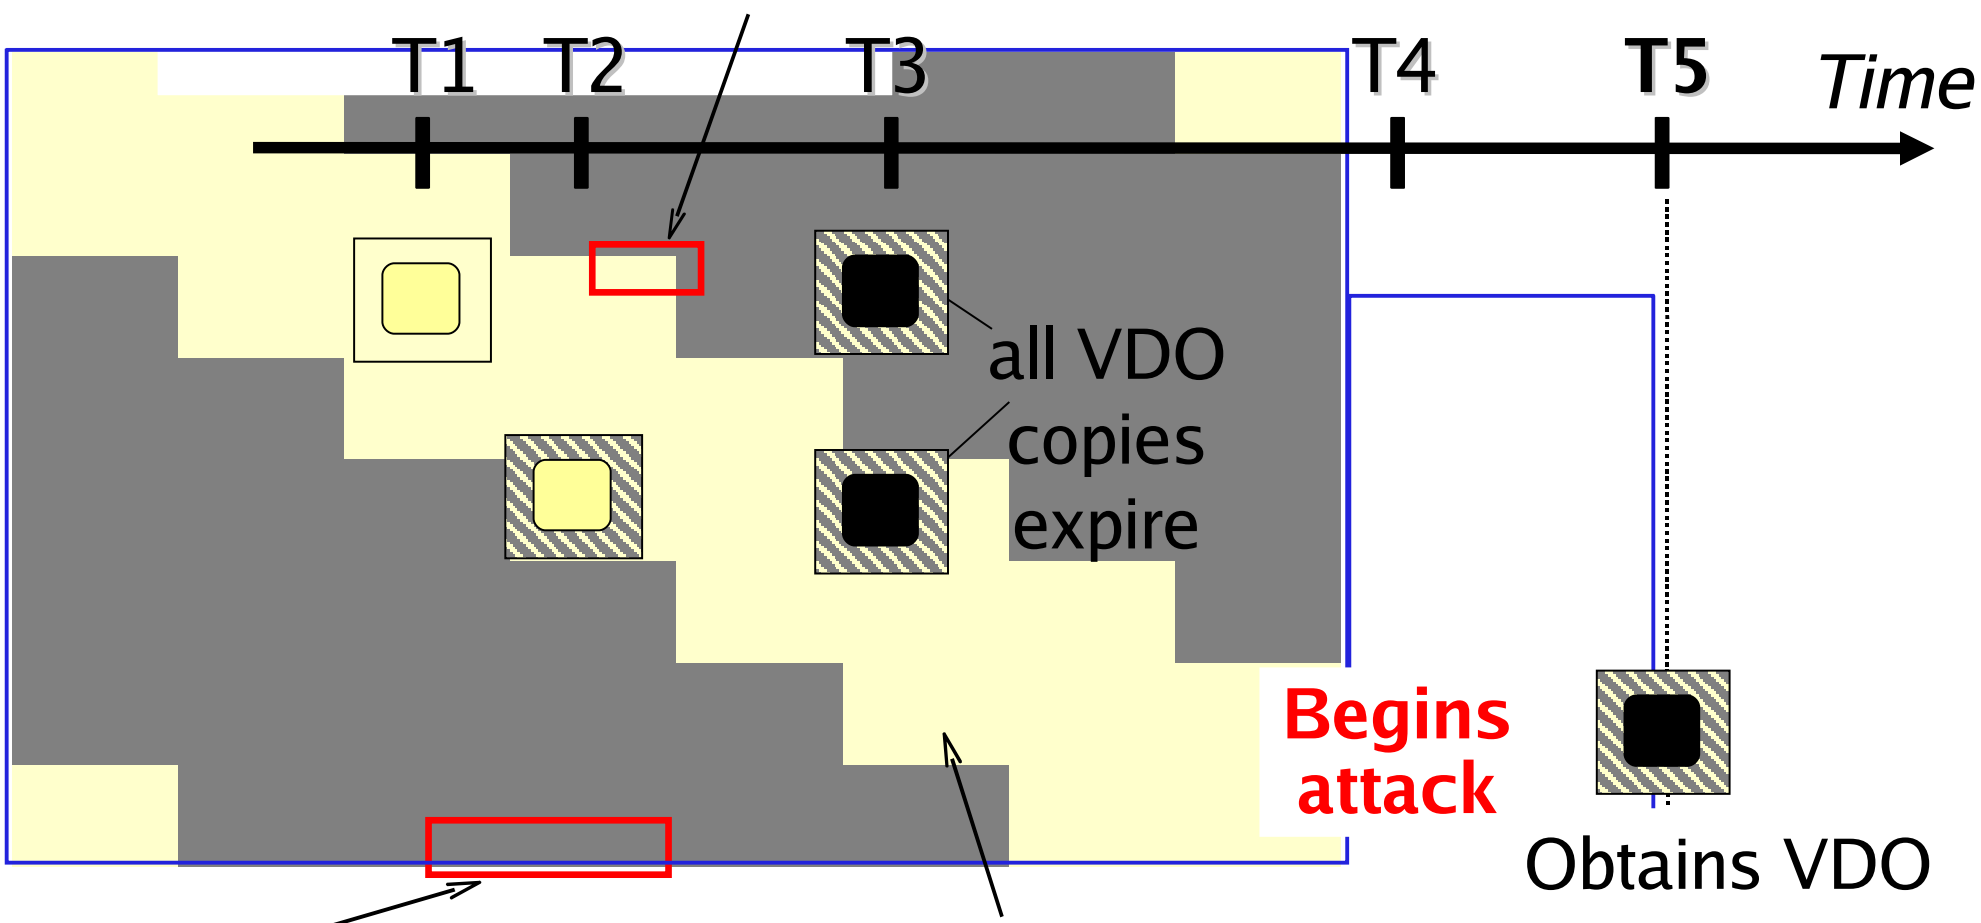 T1 T2 T3 T4 T5 Time
all VDO
copies
expire
Begins
attack
Obtains VDO